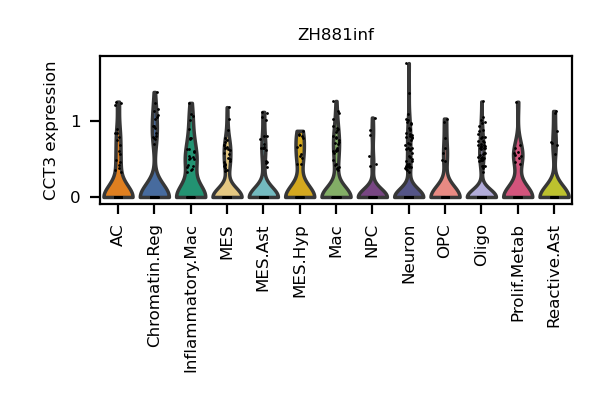 ZH881inf
CCT3 expression
1
0
AC
Chromatin.Reg
Inflammatory.Mac
MES
MES.Ast
MES.Hyp
Mac
NPC
Neuron
OPC
Oligo
Prolif.Metab
Reactive.Ast